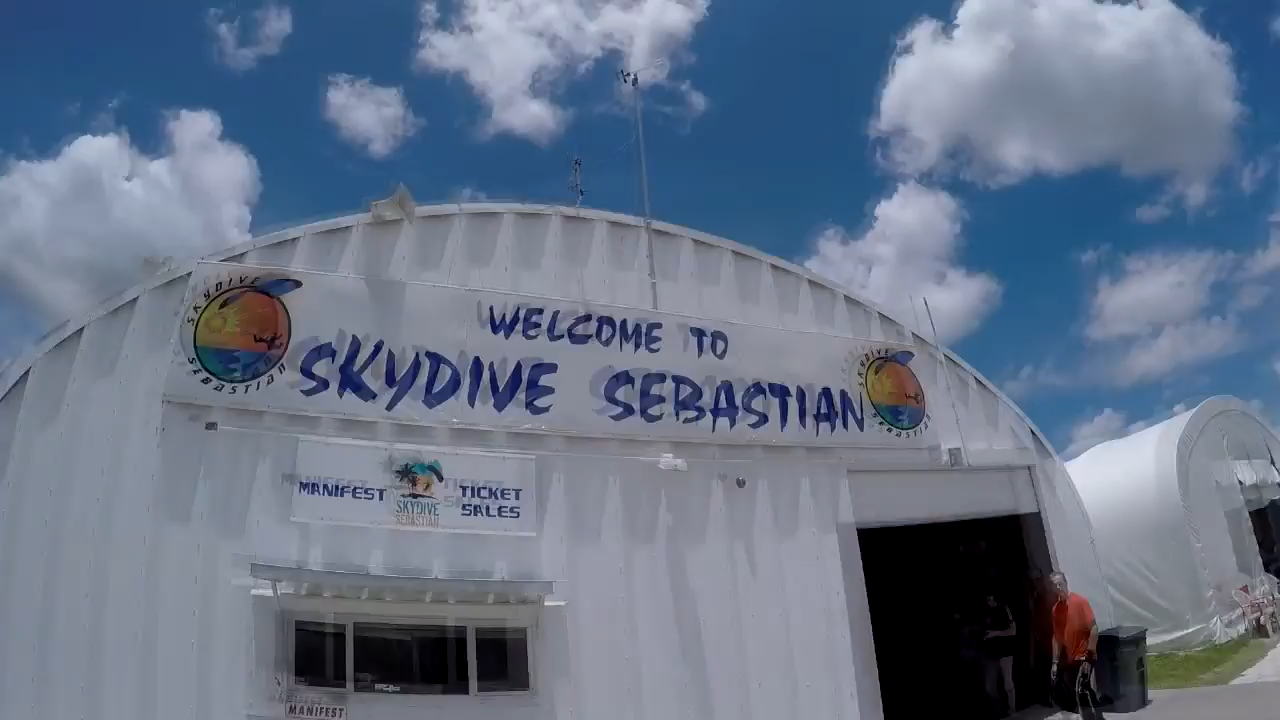 SKYDIVE
SEBASTIAN
WELCOME TO
SKYDIVE SEBASTIAN
SKYDIVE
SEBASTIAN
MANIFEST
SKYDIVE
SEBASTIAN
TICKET
SALES
MANIFEST